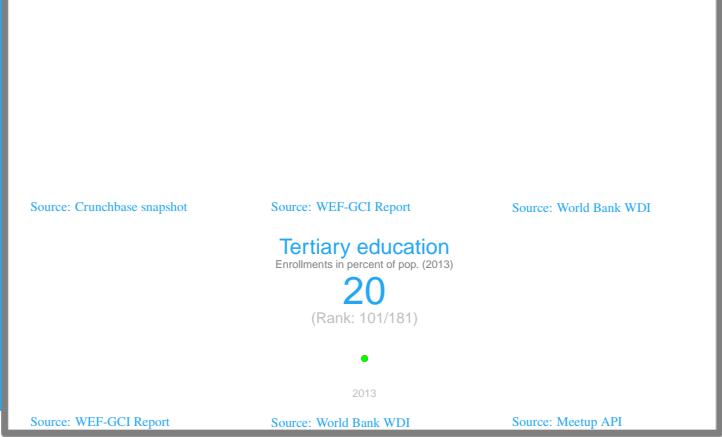 Source: Crunchbase snapshot
Source: WEF-GCI Report
Source: World Bank WDI
Tertiary education
Enrollments in percent of pop. (2013)
20
(Rank: 101/181)
2013
Source: WEF-GCI Report
Source: World Bank WDI
Source: Meetup API